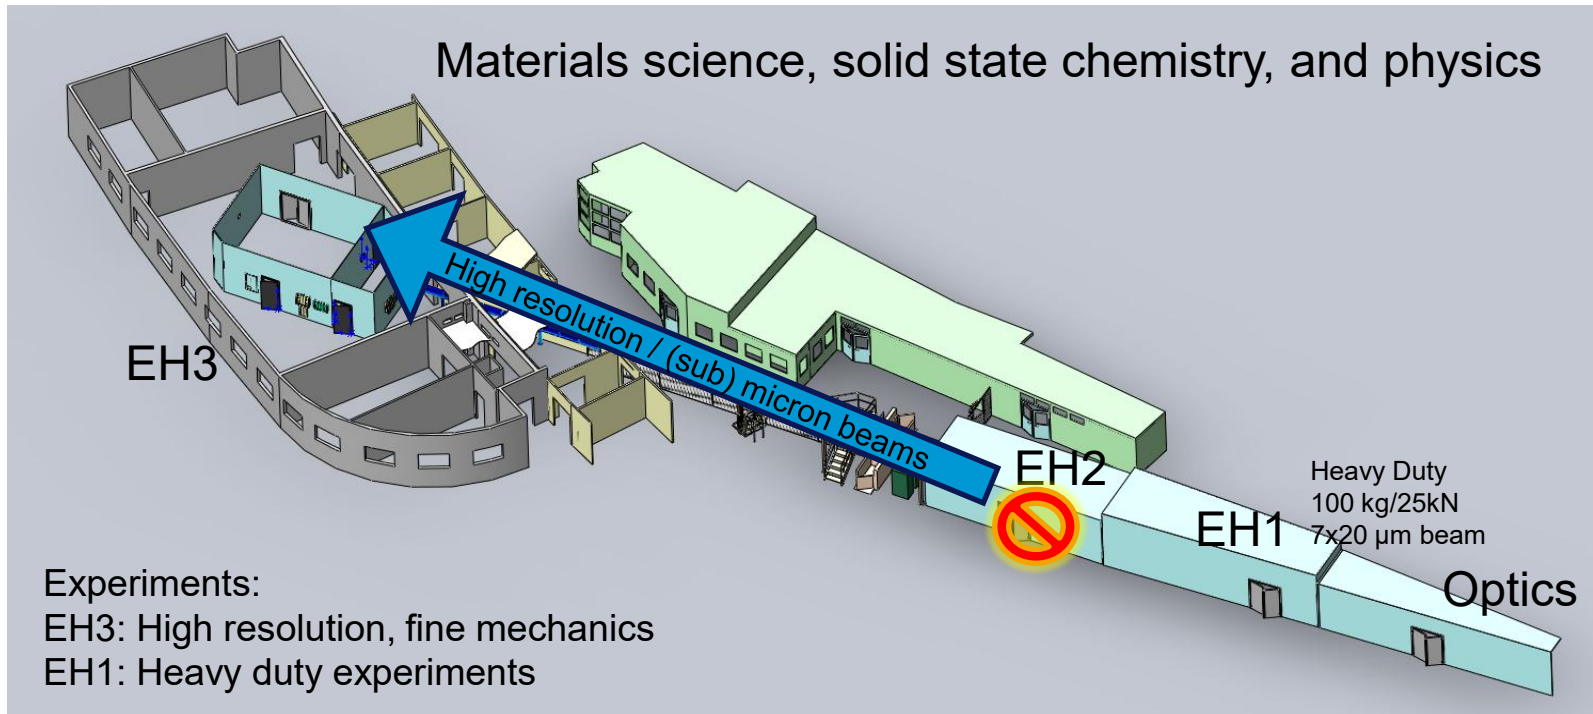 Materials science, solid state chemistry, and physics
High resolution / (sub) micron beams
EH3
EH2
EH1
Heavy Duty
100 kg/25kN
7x20 µm beam
Optics
Experiments:
EH3: High resolution, fine mechanics
EH1: Heavy duty experiments